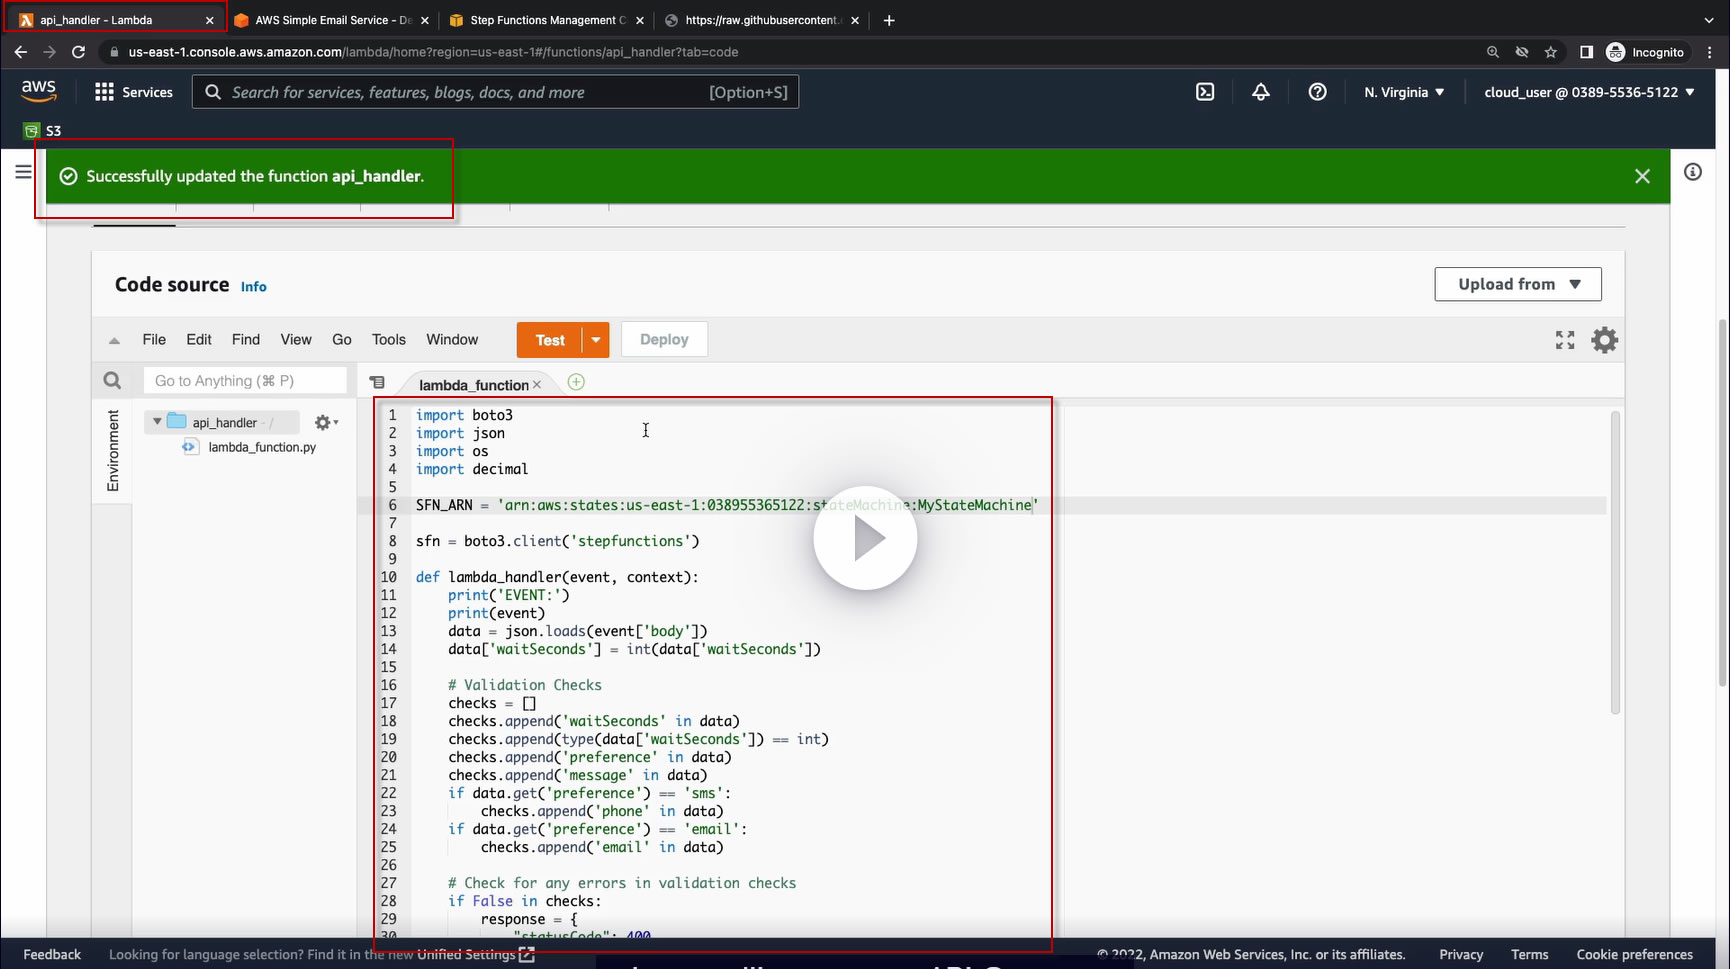 api_handler - Lambda
AWS Simple Email Service - De
Step Functions Management C
https://raw.githubusercontent.
us-east-1.console.aws.amazon.com/lambda/home?region=us-east-1#/functions/api_handler?tab=code
Incognito
aws
Services
Search for services, features, blogs, docs, and more
[Option+S]
N. Virginia
cloud_user @ 0389-5536-5122
S3
Successfully updated the function api_handler.
Code source Info
Upload from
File Edit Find View Go Tools Window
Test
Deploy
Go to Anything (⌘ P)
lambda_function
Environment
api_handler - /
lambda_function.py
1 import boto3
2 import json
3 import os
4 import decimal
5
6 SFN_ARN = 'arn:aws:states:us-east-1:038955365122:stateMachine:MyStateMachine'
7
8 sfn = boto3.client('stepfunctions')
9
10 def lambda_handler(event, context):
11 print('EVENT:')
12 print(event)
13 data = json.loads(event['body'])
14 data['waitSeconds'] = int(data['waitSeconds'])
15
16 # Validation Checks
17 checks = []
18 checks.append('waitSeconds' in data)
19 checks.append(type(data['waitSeconds']) == int)
20 checks.append('preference' in data)
21 checks.append('message' in data)
22 if data.get('preference') == 'sms':
23 checks.append('phone' in data)
24 if data.get('preference') == 'email':
25 checks.append('email' in data)
26
27 # Check for any errors in validation checks
28 if False in checks:
29 response = {
30 "statusCode": 400
Feedback
Looking for language selection? Find it in the new Unified Settings
© 2022, Amazon Web Services, Inc. or its affiliates.
Privacy
Terms
Cookie preferences